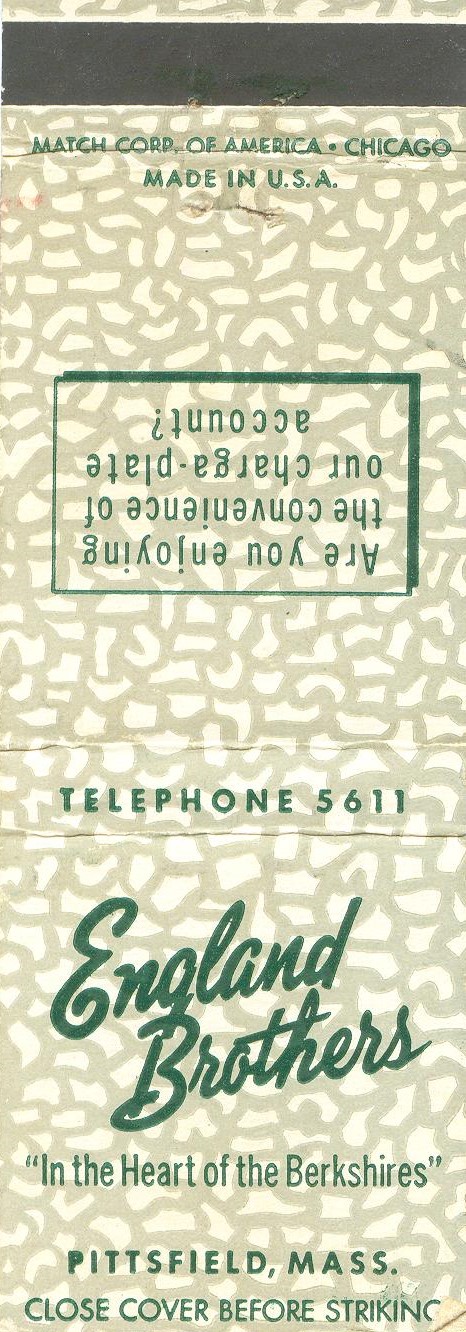 MATCH CORP. OF AMERICA • CHICAGO
MADE IN U.S.A.
Are you enjoying
the convenience of
our charga-plate
account?
TELEPHONE 5611
England
Brothers
“In the Heart of the Berkshires”
PITTSFIELD, MASS.
CLOSE COVER BEFORE STRIKING